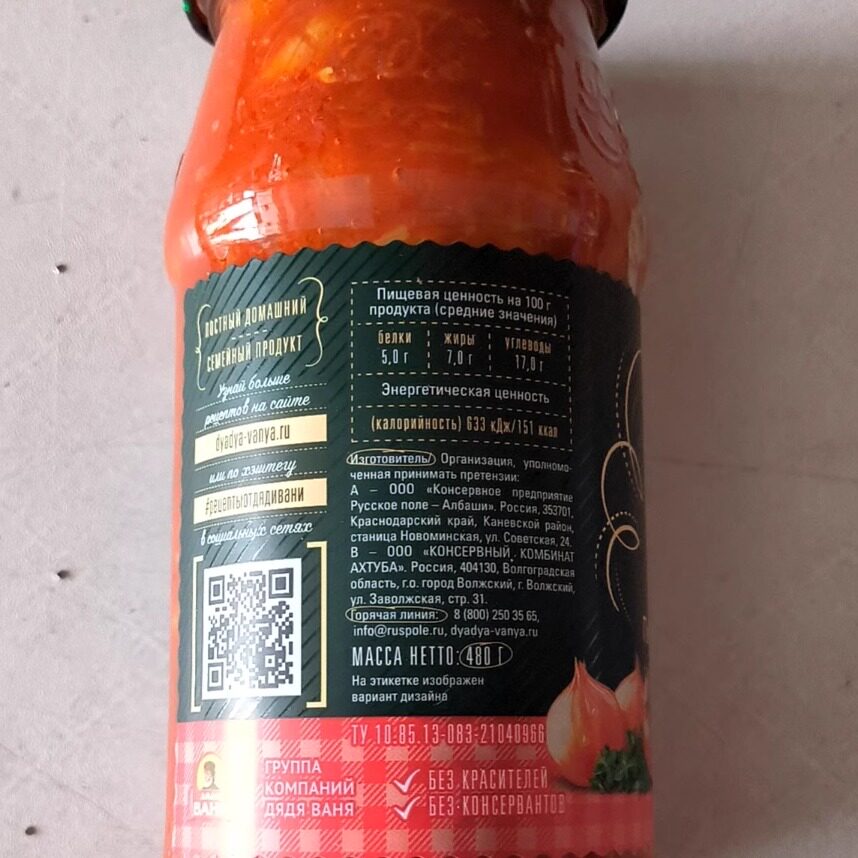 ПОСТНЫЙ ДОМАШНИЙ
СЕМЕЙНЫЙ ПРОДУКТ
Узнай больше
рецептов на сайте
dyadya-vanya.ru
или по хэштегу
#рецептыотдядивани
в социальных сетях
Пищевая ценность на 100 г
продукта (средние значения)
белки жиры углеводы
5,0 г 7,0 г 17,0 г
Энергетическая ценность
(калорийность) 633 кДж/151 ккал
Изготовитель/ Организация, уполномо-
ченная принимать претензии:
А – ООО «Консервное предприятие
Русское поле – Албаши». Россия, 353701,
Краснодарский край, Каневской район,
станица Новоминская, ул. Советская, 24.
В – ООО «КОНСЕРВНЫЙ КОМБИНАТ
АХТУБА». Россия, 404130, Волгоградская
область, г.о. город Волжский, г. Волжский,
ул. Заволжская, стр. 31.
Горячая линия: 8 (800) 250 35 65,
info@ruspole.ru, dyadya-vanya.ru
МАССА НЕТТО: 480 Г
На этикетке изображен
вариант дизайна
ТУ 10.85.13-083-21040966
ВАНЯ
ГРУППА
КОМПАНИЙ
ДЯДЯ ВАНЯ
БЕЗ КРАСИТЕЛЕЙ
БЕЗ КОНСЕРВАНТОВ